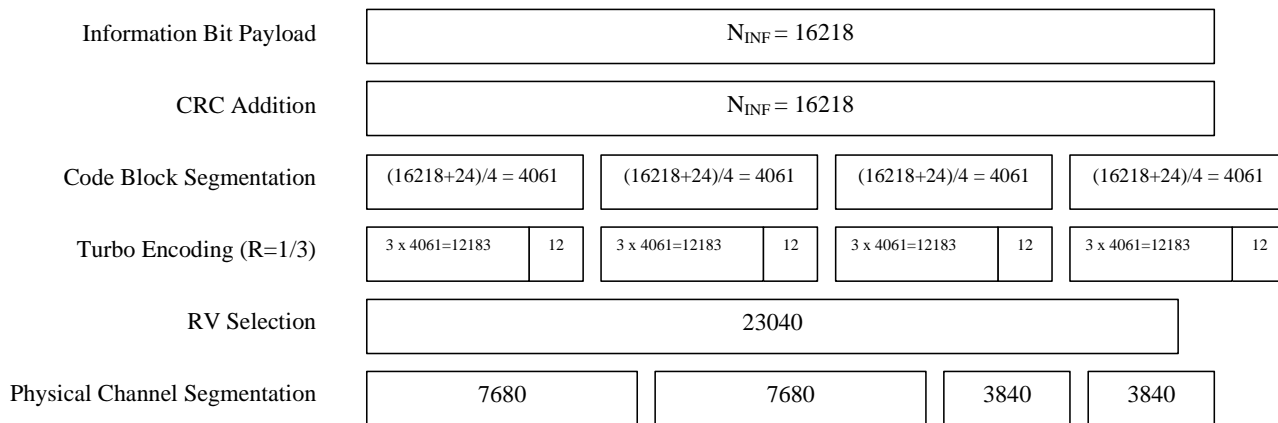 Information Bit Payload
N_INF = 16218
CRC Addition
N_INF = 16218
Code Block Segmentation
(16218+24)/4 = 4061
(16218+24)/4 = 4061
(16218+24)/4 = 4061
(16218+24)/4 = 4061
Turbo Encoding (R=1/3)
3 x 4061=12183
12
3 x 4061=12183
12
3 x 4061=12183
12
3 x 4061=12183
12
RV Selection
23040
Physical Channel Segmentation
7680
7680
3840
3840